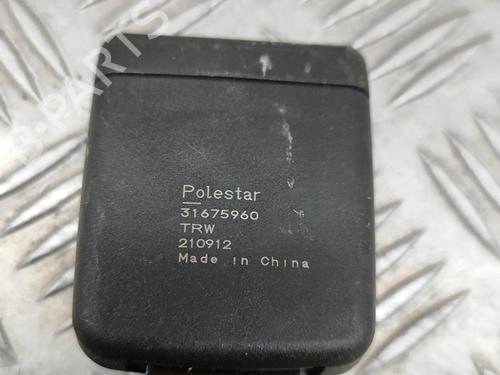 Polestar
31675960
TRW
210912
Made in China
B-PARTS